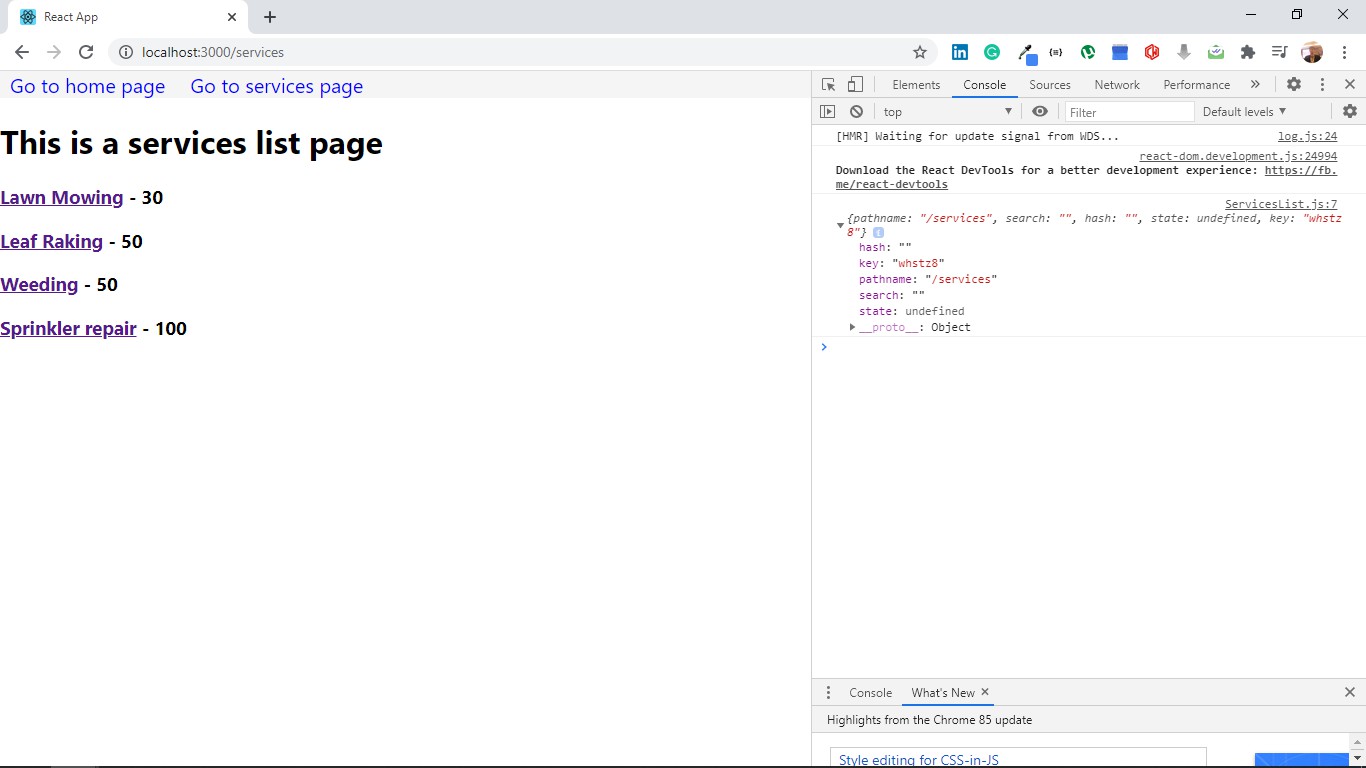 React App
localhost:3000/services
Go to home page Go to services page
This is a services list page
Lawn Mowing - 30
Leaf Raking - 50
Weeding - 50
Sprinkler repair - 100
Elements Console Sources Network Performance
top Filter Default levels
[HMR] Waiting for update signal from WDS... log.js:24
react-dom.development.js:24994
Download the React DevTools for a better development experience: https://fb.
me/react-devtools
ServicesList.js:7
{pathname: "/services", search: "", hash: "", state: undefined, key: "whstz
8"}
hash: ""
key: "whstz8"
pathname: "/services"
search: ""
state: undefined
__proto__: Object
Console What's New
Highlights from the Chrome 85 update
Style editing for CSS-in-JS